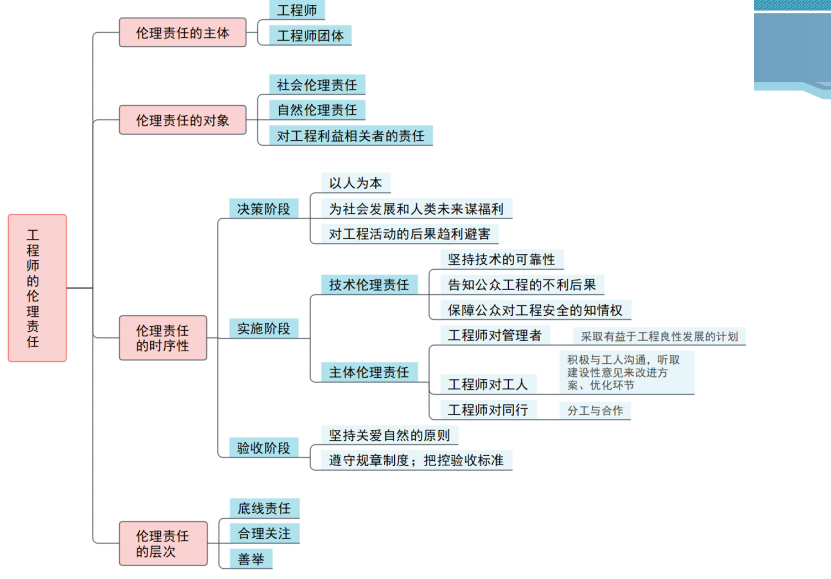 工程师的伦理责任
伦理责任的主体
工程师
工程师团体
伦理责任的对象
社会伦理责任
自然伦理责任
对工程利益相关者的责任
伦理责任
的时序性
决策阶段
以人为本
为社会发展和人类未来谋福利
对工程活动的后果趋利避害
实施阶段
技术伦理责任
坚持技术的可靠性
告知公众工程的不利后果
保障公众对工程安全的知情权
主体伦理责任
工程师对管理者
采取有益于工程良性发展的计划
工程师对工人
积极与工人沟通，听取
建设性意见来改进方
案、优化环节
工程师对同行
分工与合作
验收阶段
坚持关爱自然的原则
遵守规章制度；把控验收标准
伦理责任
的层次
底线责任
合理关注
善举